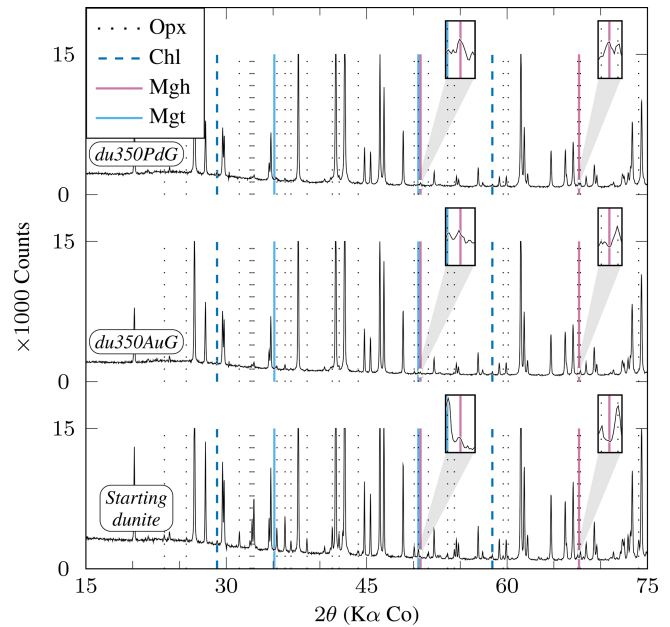 Opx
Chl
Mgh
Mgt
15
0
du350PdG
15
0
du350AuG
15
0
Starting
dunite
×1000 Counts
15 30 45 60 75
2θ (Kα Co)